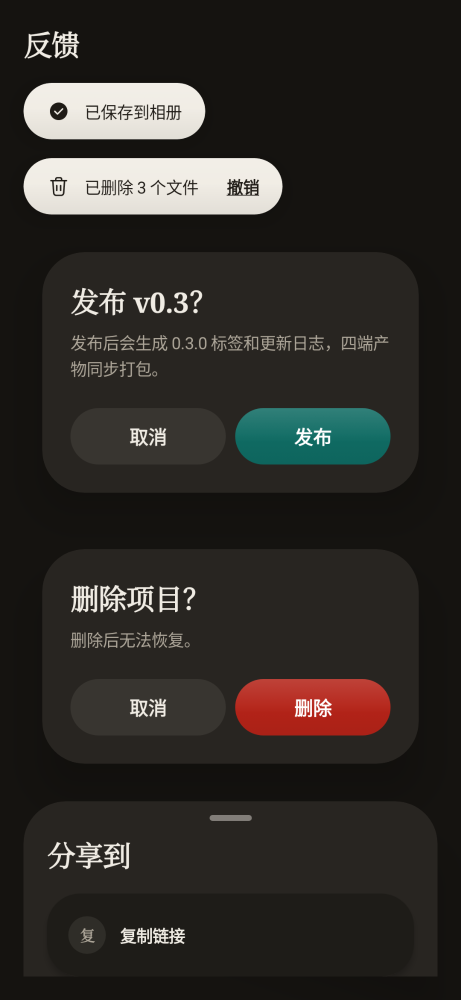 反馈
已保存到相册
已删除 3 个文件 撤销
发布 v0.3？
发布后会生成 0.3.0 标签和更新日志，四端产
物同步打包。
取消 发布
删除项目？
删除后无法恢复。
取消 删除
分享到
复 复制链接